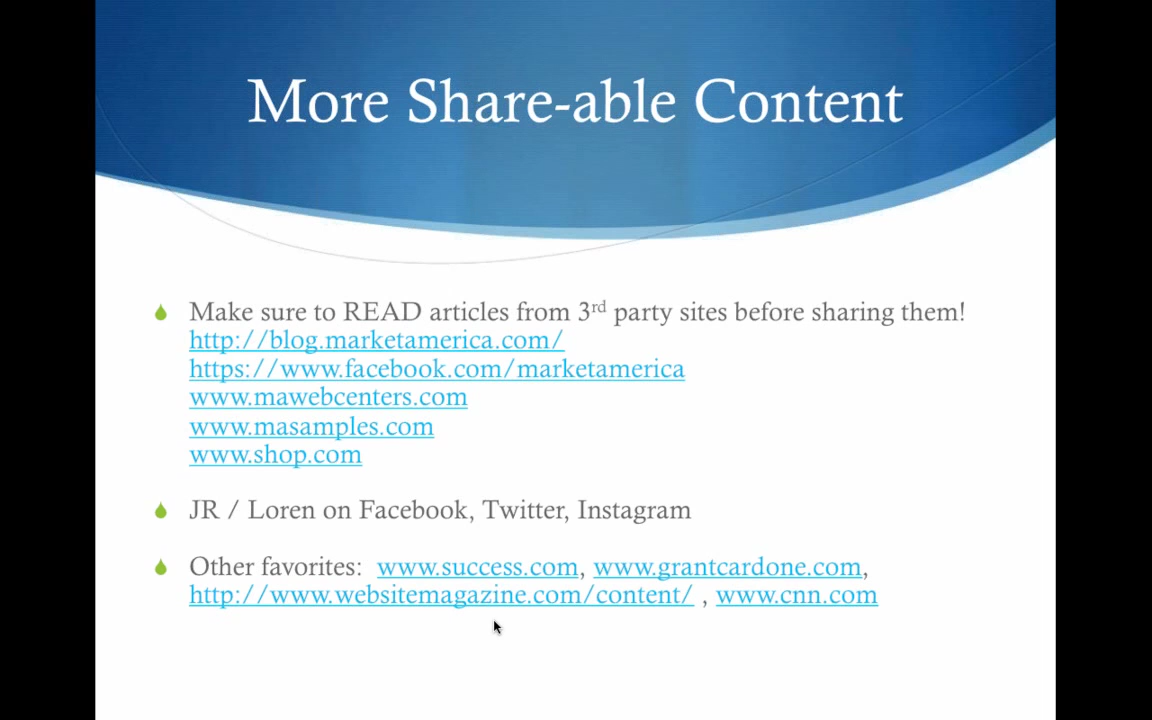 More Share-able Content
Make sure to READ articles from 3rd party sites before sharing them!
http://blog.marketamerica.com/
https://www.facebook.com/marketamerica
www.mawebcenters.com
www.masamples.com
www.shop.com
JR / Loren on Facebook, Twitter, Instagram
Other favorites: www.success.com, www.grantcardone.com,
http://www.websitemagazine.com/content/ , www.cnn.com